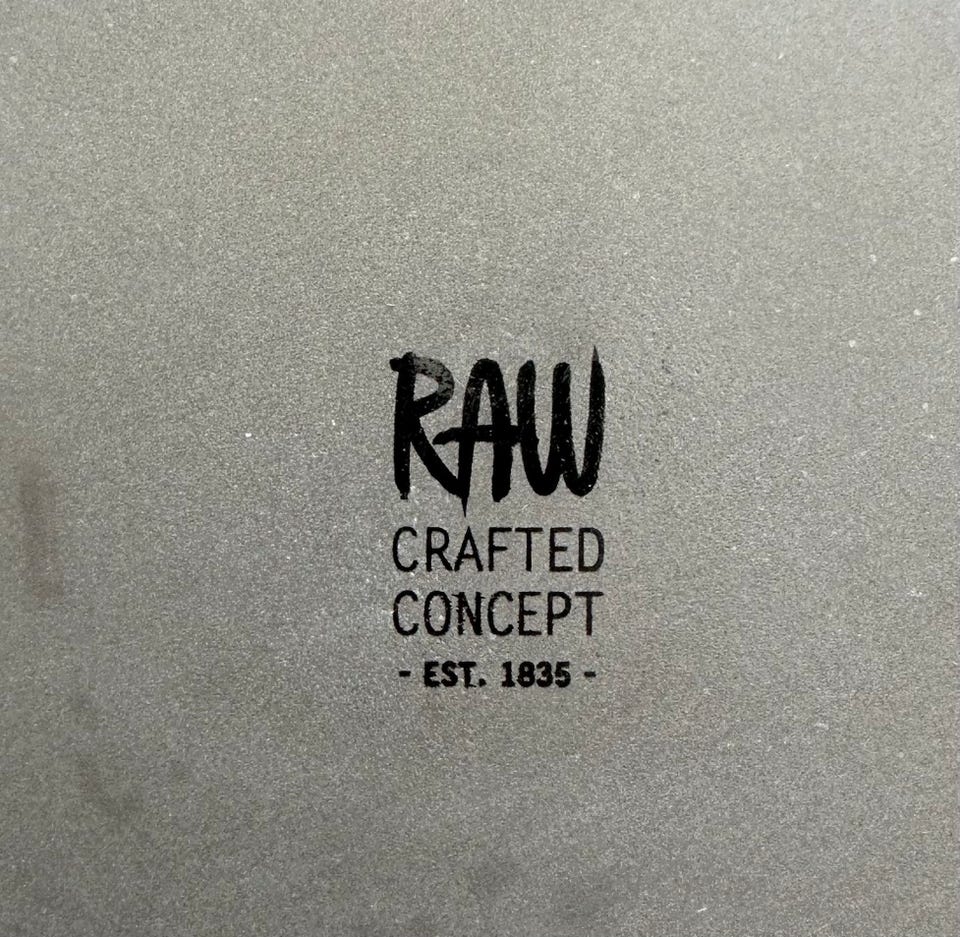 RAW
CRAFTED
CONCEPT
- EST. 1835 -